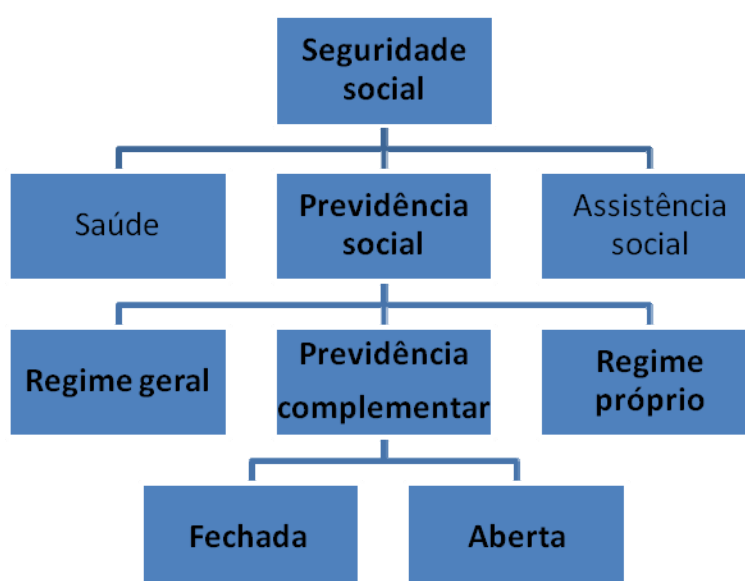 Seguridade
social
Saúde
Previdência
social
Assistência
social
Regime geral
Previdência
complementar
Regime
próprio
Fechada
Aberta